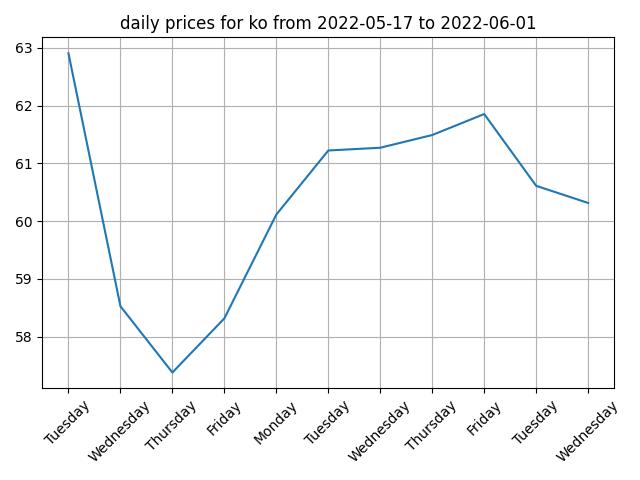 daily prices for ko from 2022-05-17 to 2022-06-01
63
62
61
60
59
58
Tuesday
Wednesday
Thursday
Friday
Monday
Tuesday
Wednesday
Thursday
Friday
Tuesday
Wednesday